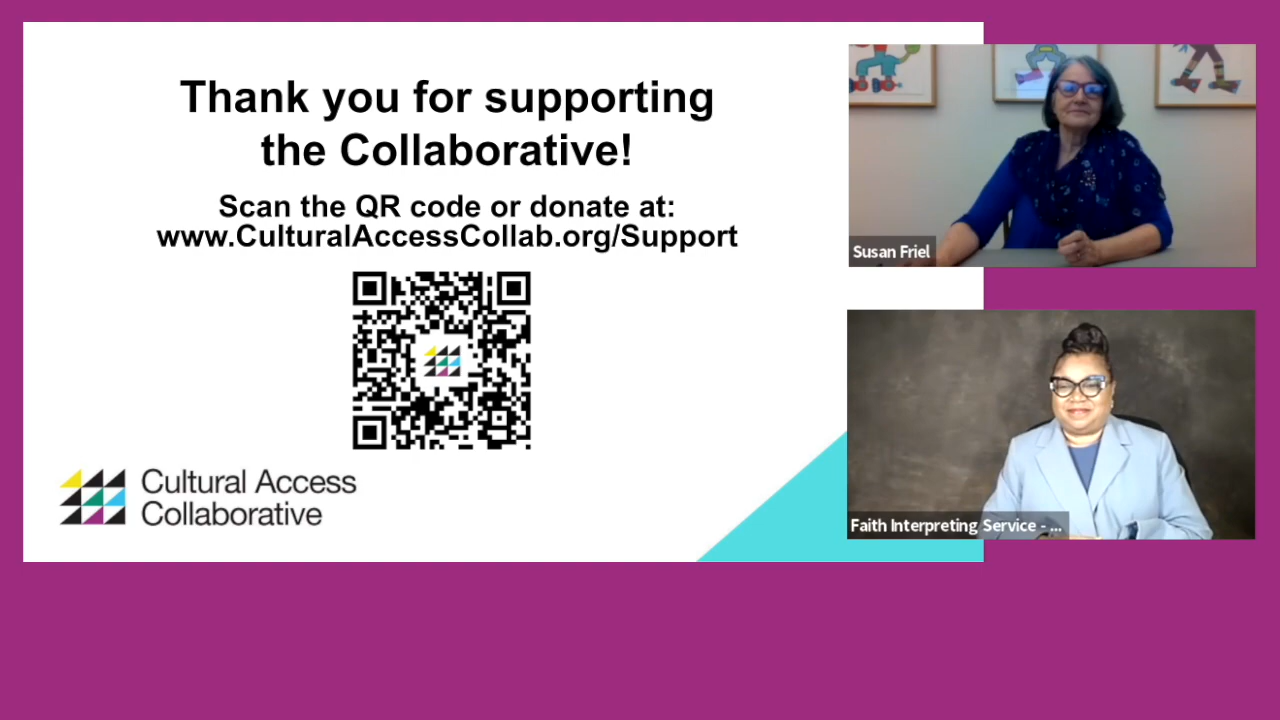 Thank you for supporting
the Collaborative!
Scan the QR code or donate at:
www.CulturalAccessCollab.org/Support
Cultural Access
Collaborative
Susan Friel
Faith Interpreting Service - ...